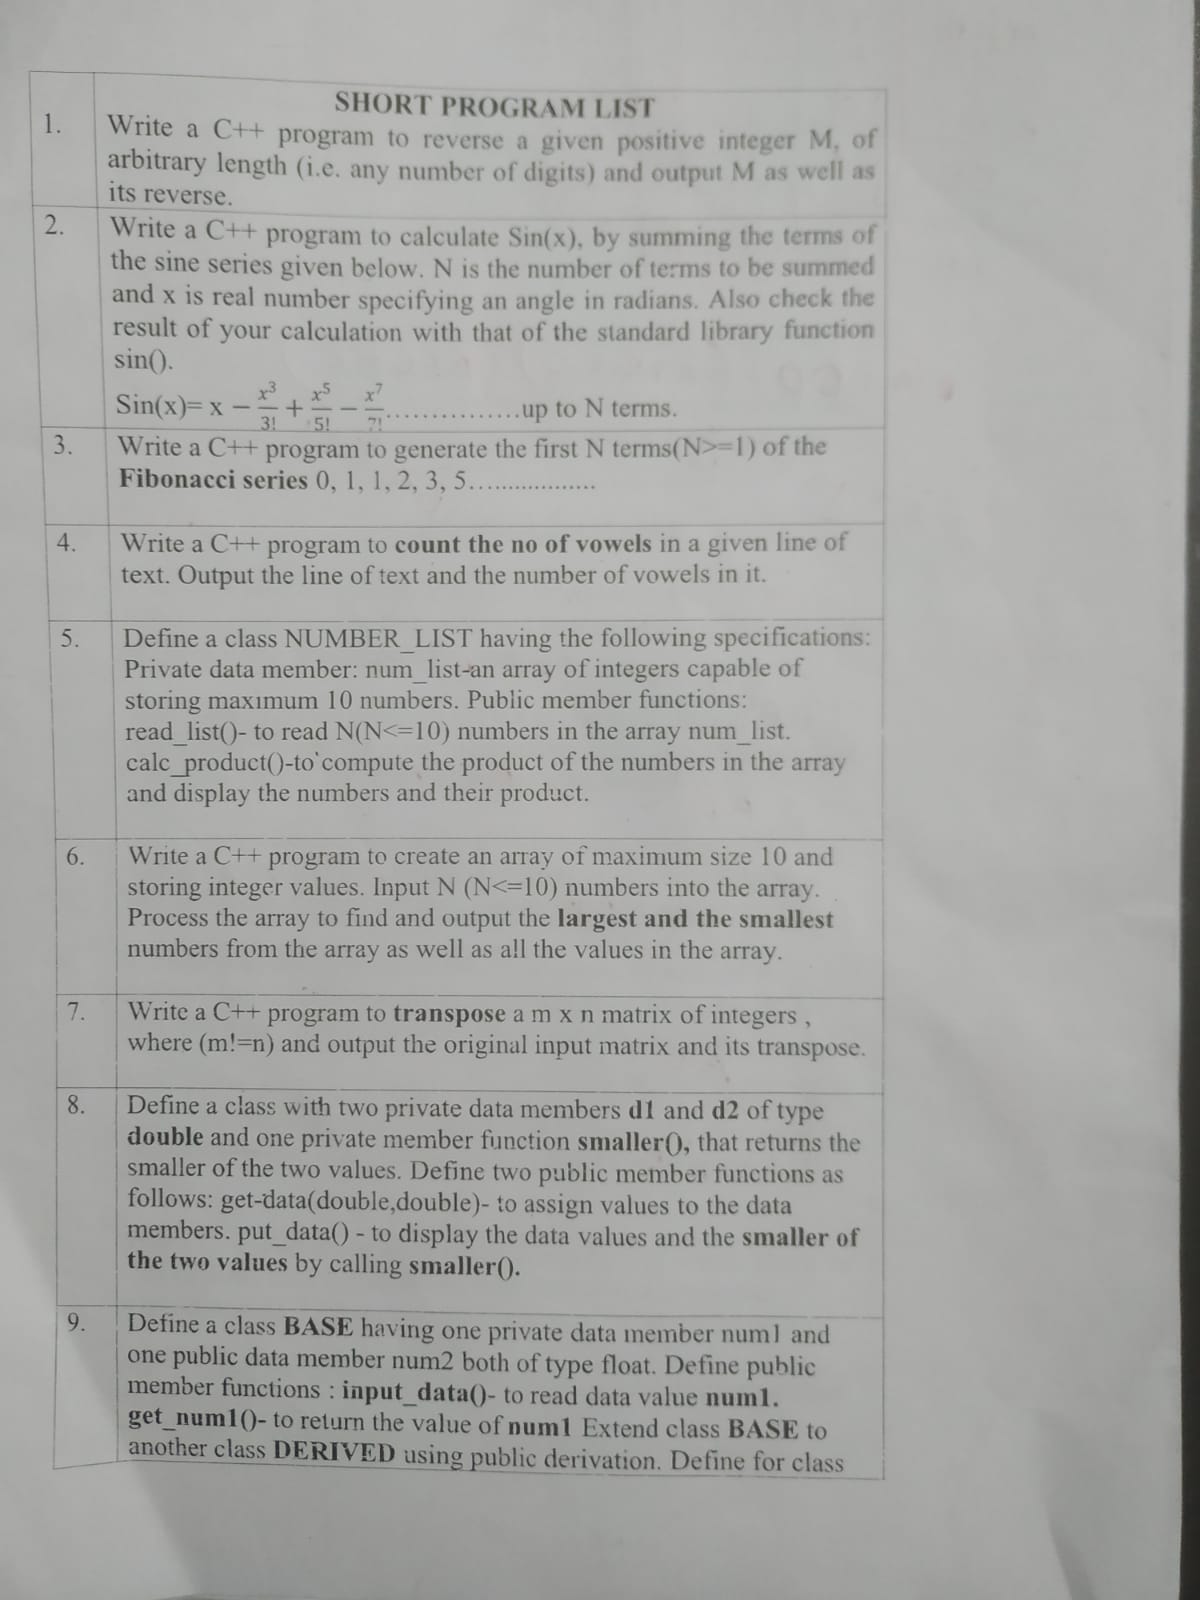 SHORT PROGRAM LIST
1. Write a C++ program to reverse a given positive integer M, of
arbitrary length (i.e. any number of digits) and output M as well as
its reverse.
2. Write a C++ program to calculate Sin(x), by summing the terms of
the sine series given below. N is the number of terms to be summed
and x is real number specifying an angle in radians. Also check the
result of your calculation with that of the standard library function
sin().
Sin(x)= x − x³/3! + x⁵/5! − x⁷/7!...............up to N terms.
3. Write a C++ program to generate the first N terms(N>=1) of the
Fibonacci series 0, 1, 1, 2, 3, 5..................
4. Write a C++ program to count the no of vowels in a given line of
text. Output the line of text and the number of vowels in it.
5. Define a class NUMBER_LIST having the following specifications:
Private data member: num_list-an array of integers capable of
storing maximum 10 numbers. Public member functions:
read_list()- to read N(N<=10) numbers in the array num_list.
calc_product()-to compute the product of the numbers in the array
and display the numbers and their product.
6. Write a C++ program to create an array of maximum size 10 and
storing integer values. Input N (N<=10) numbers into the array.
Process the array to find and output the largest and the smallest
numbers from the array as well as all the values in the array.
7. Write a C++ program to transpose a m x n matrix of integers ,
where (m!=n) and output the original input matrix and its transpose.
8. Define a class with two private data members d1 and d2 of type
double and one private member function smaller(), that returns the
smaller of the two values. Define two public member functions as
follows: get-data(double,double)- to assign values to the data
members. put_data() - to display the data values and the smaller of
the two values by calling smaller().
9. Define a class BASE having one private data member num1 and
one public data member num2 both of type float. Define public
member functions : input_data()- to read data value num1.
get_num1()- to return the value of num1 Extend class BASE to
another class DERIVED using public derivation. Define for class